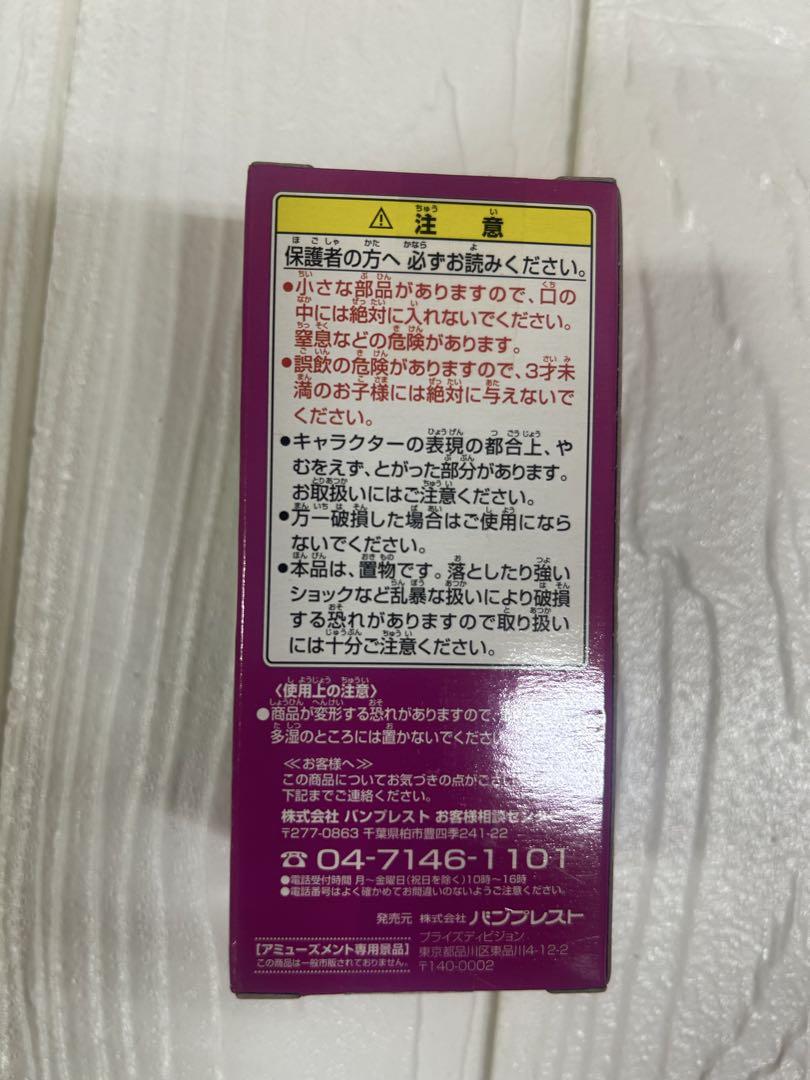 ⚠ 注意
保護者の方へ 必ずお読みください。
●小さな部品がありますので、口の
中には絶対に入れないでください。
窒息などの危険があります。
●誤飲の危険がありますので、3才未
満のお子様には絶対に与えないで
ください。
●キャラクターの表現の都合上、や
むをえず、とがった部分があります。
お取扱いにはご注意ください。
●万一破損した場合はご使用になら
ないでください。
●本品は、置物です。落としたり強い
ショックなど乱暴な扱いにより破損
する恐れがありますので取り扱い
には十分ご注意ください。
〈使用上の注意〉
●商品が変形する恐れがありますので、
多湿のところには置かないでくださ
≪お客様へ≫
この商品についてお気づきの点がござい
下記までご連絡ください。
株式会社 バンプレスト お客様相談センター
〒277-0863 千葉県柏市豊四季241-22
☎ 04-7146-1101
●電話受付時間 月〜金曜日(祝日を除く)10時〜16時
●電話番号はよく確かめてお間違いのないようご注意ください。
発売元 株式会社 バンプレスト
プライズディビジョン
東京都品川区東品川4-12-2
〒140-0002
[アミューズメント専用景品]
この商品は一般市販されておりません。